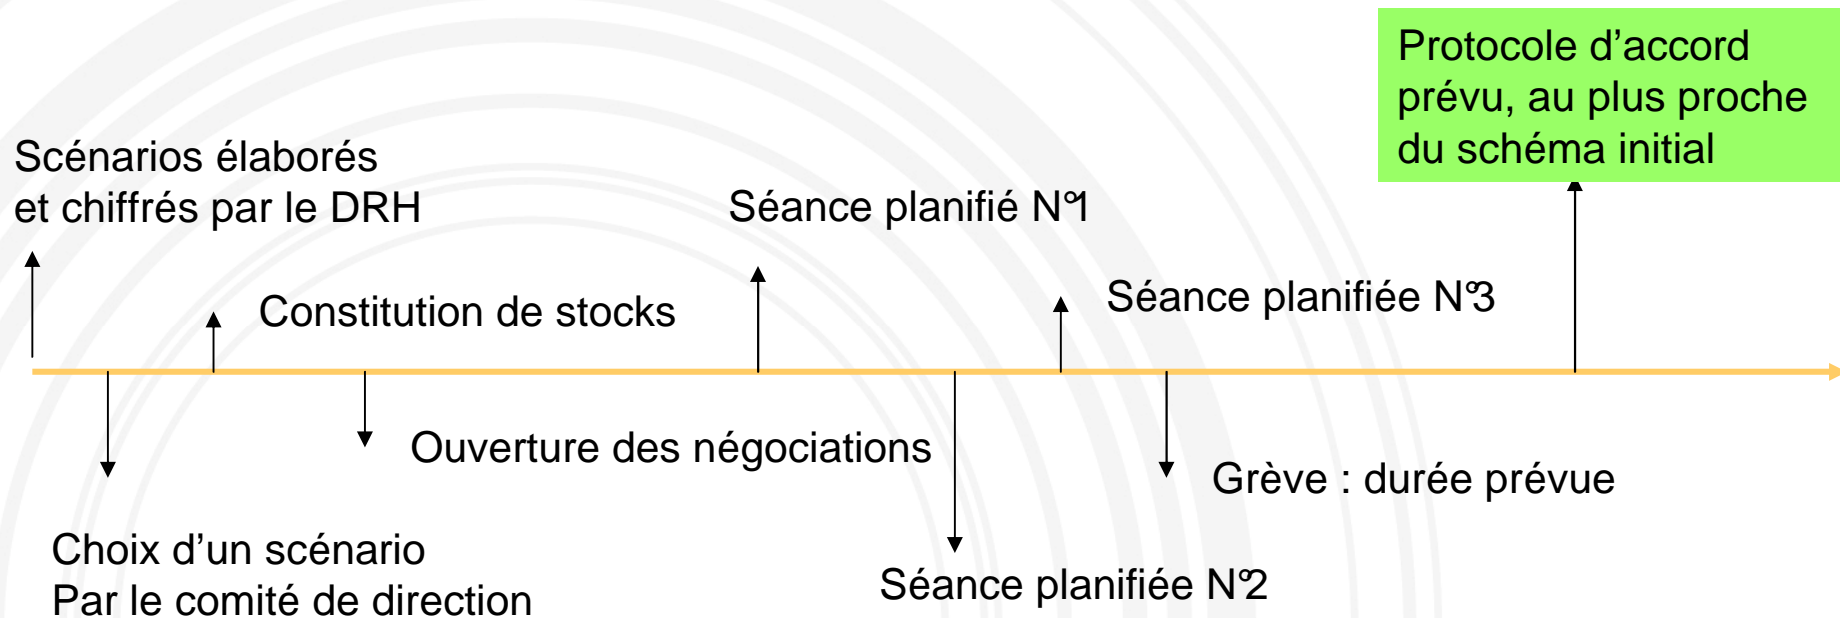 Protocole d’accord
prévu, au plus proche
du schéma initial
Scénarios élaborés
et chiffrés par le DRH
Séance planifié N°1
Constitution de stocks
Séance planifiée N°3
Ouverture des négociations
Grève : durée prévue
Choix d’un scénario
Par le comité de direction
Séance planifiée N°2